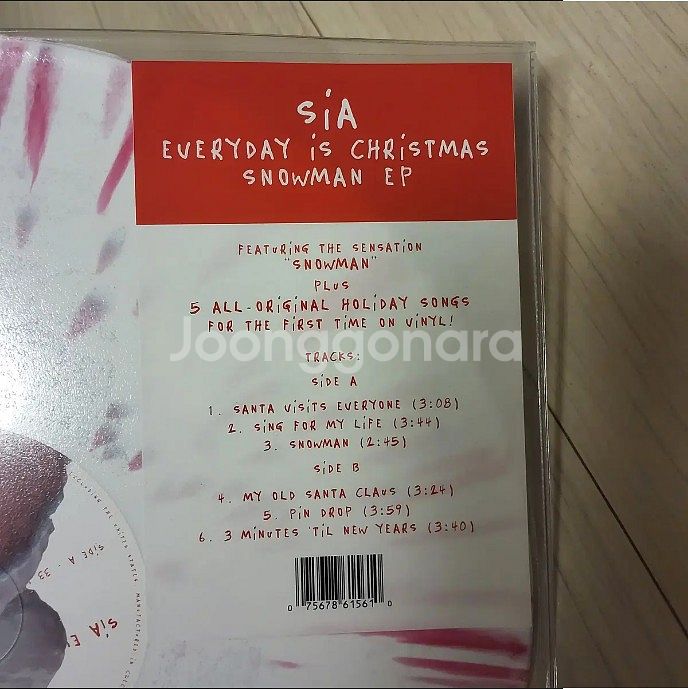 SiA
EVERYDAY iS CHRiSTMAS
SNOWMAN EP
FEATURiNG THE SENSATiON
"SNOWMAN"
PLUS
5 ALL-ORiGiNAL HOLiDAY SONGS
FOR THE FiRST TiME ON ViNYL!
Joonggonara
TRACKS:
SiDE A
1. SANTA ViSiTS EVERYONE (3:08)
2. SiNG FOR MY LiFE (3:44)
3. SNOWMAN (2:45)
SiDE B
4. MY OLD SANTA CLAUS (3:24)
5. PiN DROP (3:59)
6. 3 MiNUTES 'TiL NEW YEARS (3:40)
0 75678 61561 0
SiDE A · 33
SiA